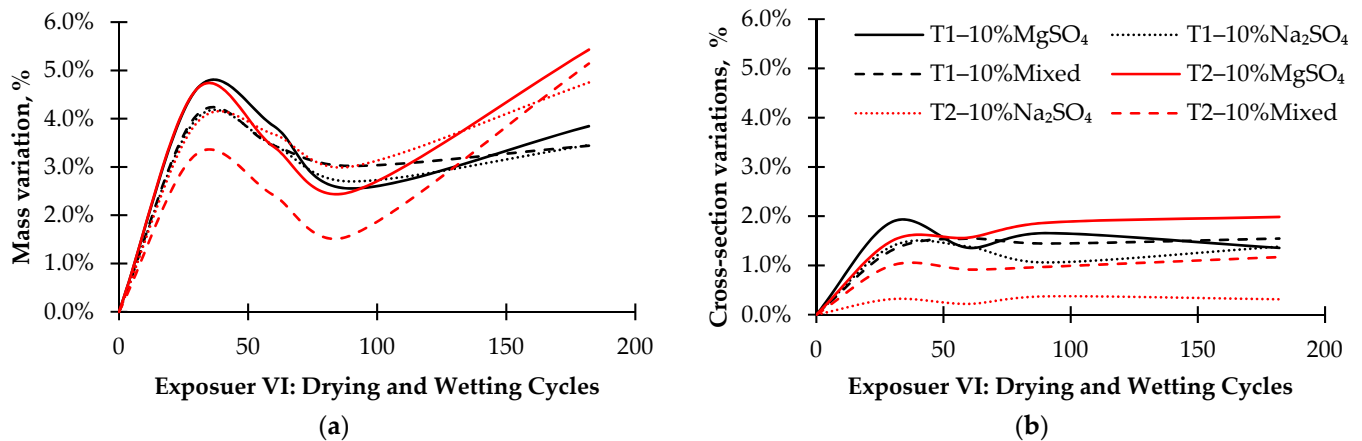 Mass variation, %
6.0%
5.0%
4.0%
3.0%
2.0%
1.0%
0.0%
0 50 100 150 200
Exposuer VI: Drying and Wetting Cycles
(a)
Cross-section variations, %
6.0%
5.0%
4.0%
3.0%
2.0%
1.0%
0.0%
T1–10%MgSO₄ T1–10%Na₂SO₄
T1–10%Mixed T2–10%MgSO₄
T2–10%Na₂SO₄ T2–10%Mixed
0 50 100 150 200
Exposuer VI: Drying and Wetting Cycles
(b)